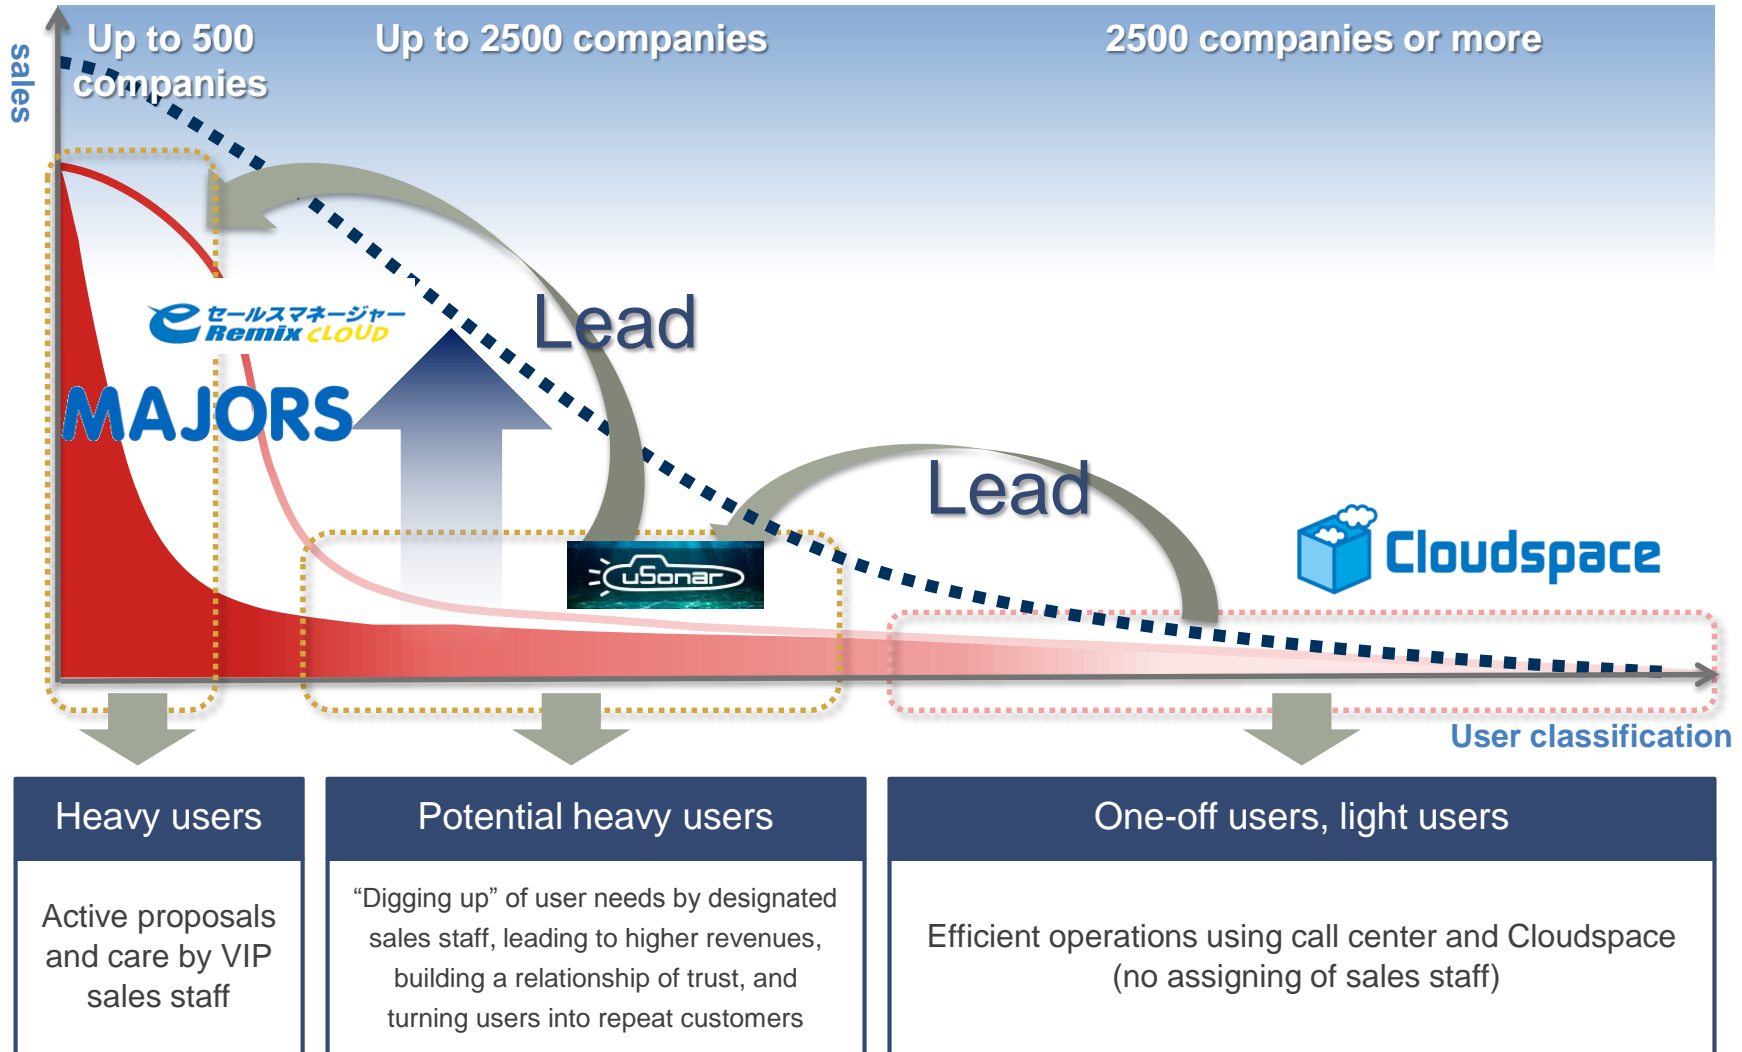 sales
Up to 500
companies
Up to 2500 companies
2500 companies or more
Lead
e セールスマネージャー
Remix CLOUD
MAJORS
Lead
uSonar
Cloudspace
User classification
Heavy users
Active proposals
and care by VIP
sales staff
Potential heavy users
“Digging up” of user needs by designated
sales staff, leading to higher revenues,
building a relationship of trust, and
turning users into repeat customers
One-off users, light users
Efficient operations using call center and Cloudspace
(no assigning of sales staff)